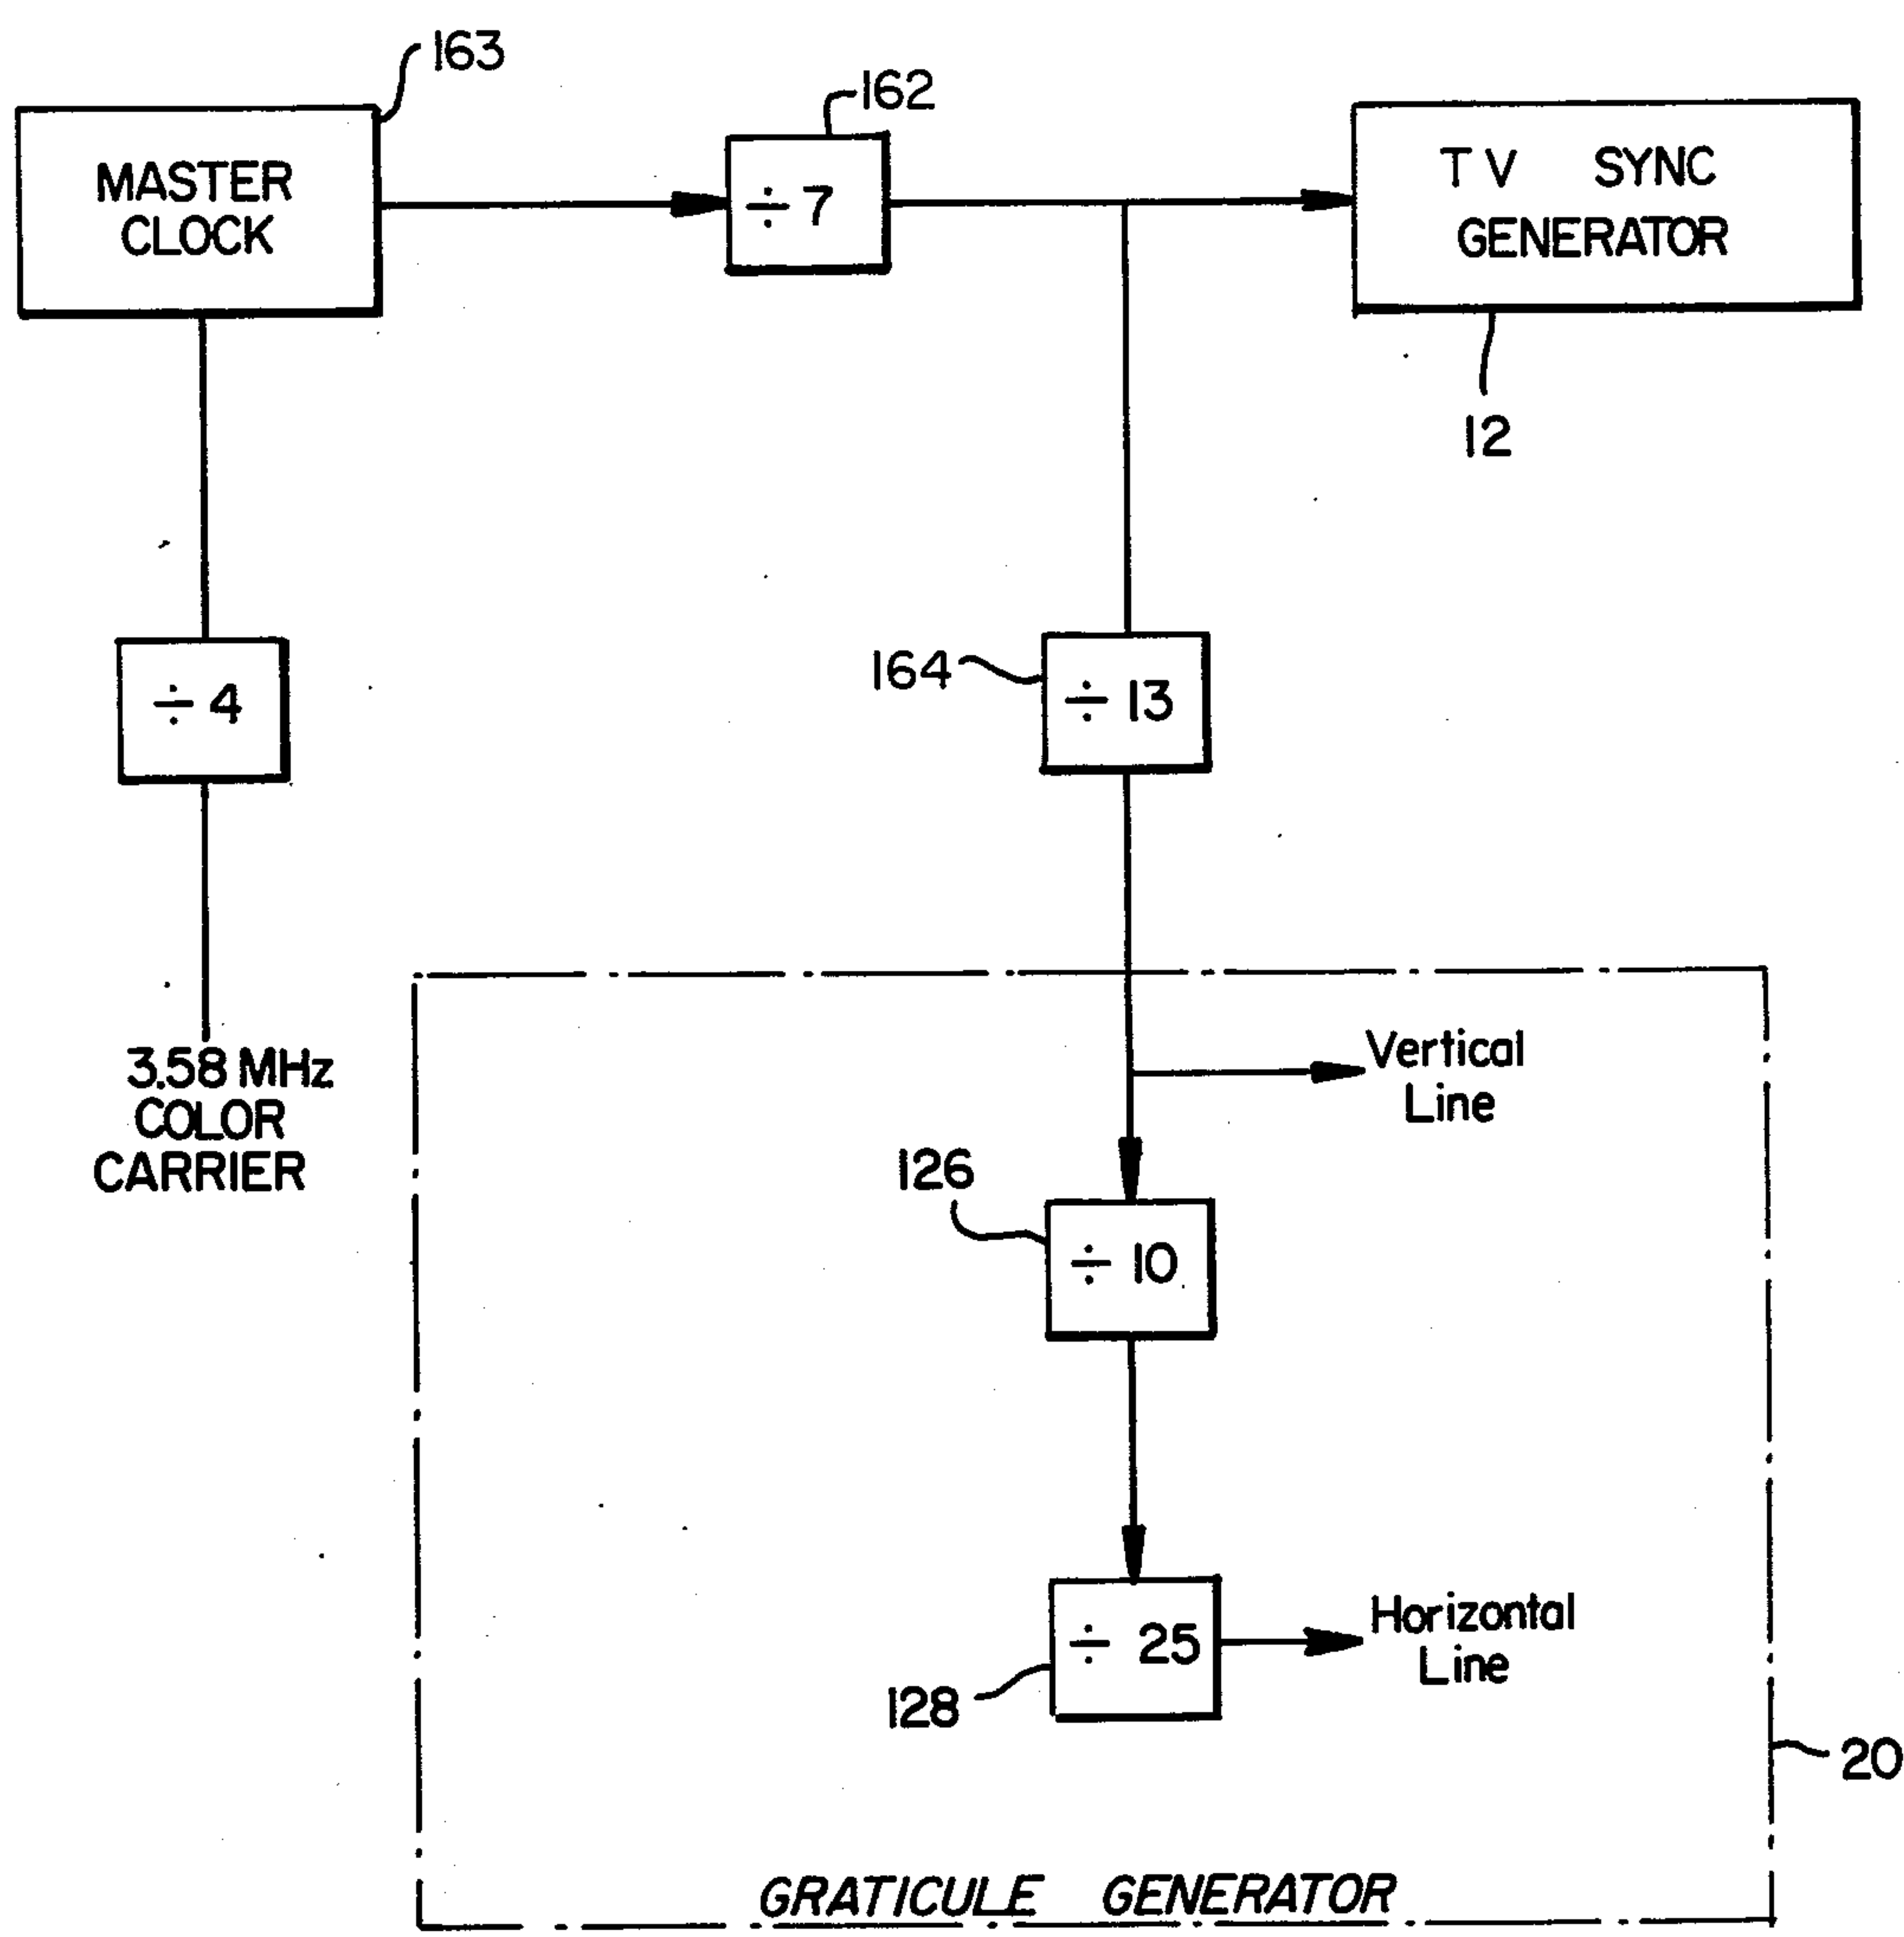 163
162
MASTER
CLOCK
÷ 7
TV SYNC
GENERATOR
12
164
÷ 13
÷ 4
3.58 MHz
COLOR
CARRIER
Vertical
Line
126
÷ 10
÷ 25
Horizontal
Line
128
20
GRATICULE GENERATOR